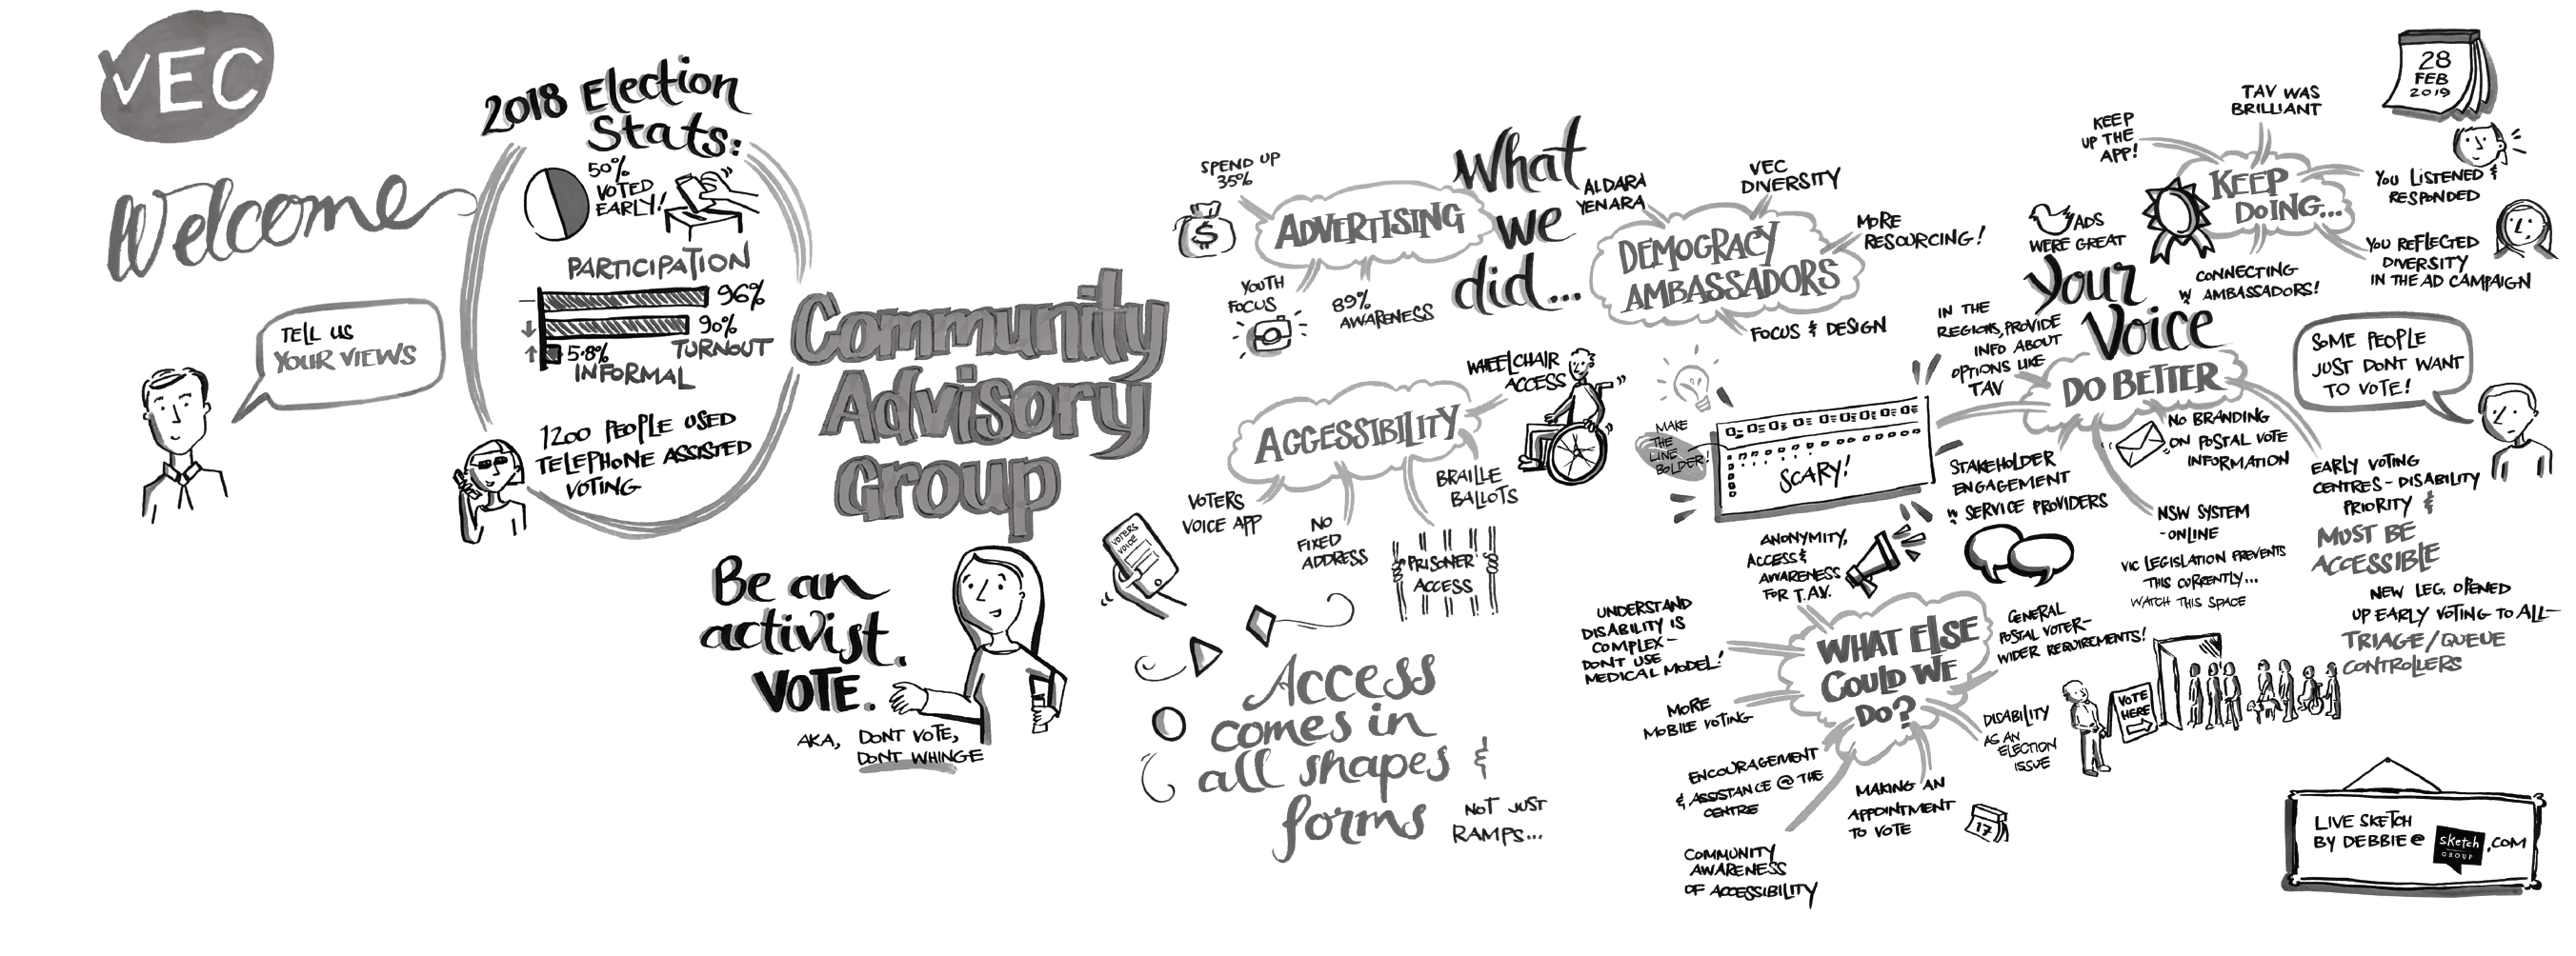 VEC
Welcome
TELL US
YOUR VIEWS
2018 Election
Stats:
50%
VOTED
EARLY!
PARTICIPATION
96%
90%
TURNOUT
5.8%
INFORMAL
1200 PEOPLE USED
TELEPHONE ASSISTED
VOTING
Community
Advisory
Group
Be an
activist.
VOTE.
AKA, DONT VOTE,
DONT WHINGE
What
we
did...
SPEND UP
35%
$
ADVERTISING
YOUTH
FOCUS
89%
AWARENESS
ALDARA
YENARA
VEC
DIVERSITY
DEMOCRACY
AMBASSADORS
MORE
RESOURCING!
FOCUS & DESIGN
WHEELCHAIR
ACCESS
ACCESSIBILITY
VOTERS
VOICE APP
VOTERS
VOICE
NO
FIXED
ADDRESS
BRAILLE
BALLOTS
PRISONER
ACCESS
Access
comes in
all shapes &
forms
NOT JUST
RAMPS...
Your
Voice
KEEP
DOING...
KEEP
UP THE
APP!
TAV WAS
BRILLIANT
28
FEB
2019
YOU LISTENED &
RESPONDED
YOU REFLECTED
DIVERSITY
IN THE AD CAMPAIGN
CONNECTING
W AMBASSADORS!
ADS
WERE GREAT
DO BETTER
IN THE
REGIONS, PROVIDE
INFO ABOUT
OPTIONS LIKE
TAV
MAKE
THE
LINE
BOLDER!
SCARY!
STAKEHOLDER
ENGAGEMENT
W SERVICE PROVIDERS
NO BRANDING
ON POSTAL VOTE
INFORMATION
NSW SYSTEM
-ONLINE
VIC LEGISLATION PREVENTS
THIS CURRENTLY...
WATCH THIS SPACE
SOME PEOPLE
JUST DONT WANT
TO VOTE!
EARLY VOTING
CENTRES - DISABILITY
PRIORITY &
MUST BE
ACCESSIBLE
NEW LEG. OPENED
UP EARLY VOTING TO ALL-
TRIAGE/QUEUE
CONTROLLERS
WHAT ELSE
COULD WE
DO?
ANONYMITY,
ACCESS &
AWARENESS
FOR T.A.V.
UNDERSTAND
DISABILITY IS
COMPLEX -
DONT USE
MEDICAL MODEL!
MORE
MOBILE VOTING
ENCOURAGEMENT
& ASSISTANCE @ THE
CENTRE
COMMUNITY
AWARENESS
OF ACCESSIBILITY
MAKING AN
APPOINTMENT
TO VOTE
17
DISABILITY
AS AN
ELECTION
ISSUE
GENERAL
POSTAL VOTER -
WIDER REQUIREMENTS!
VOTE
HERE
LIVE SKETCH
BY DEBBIE @ sketch GROUP .COM